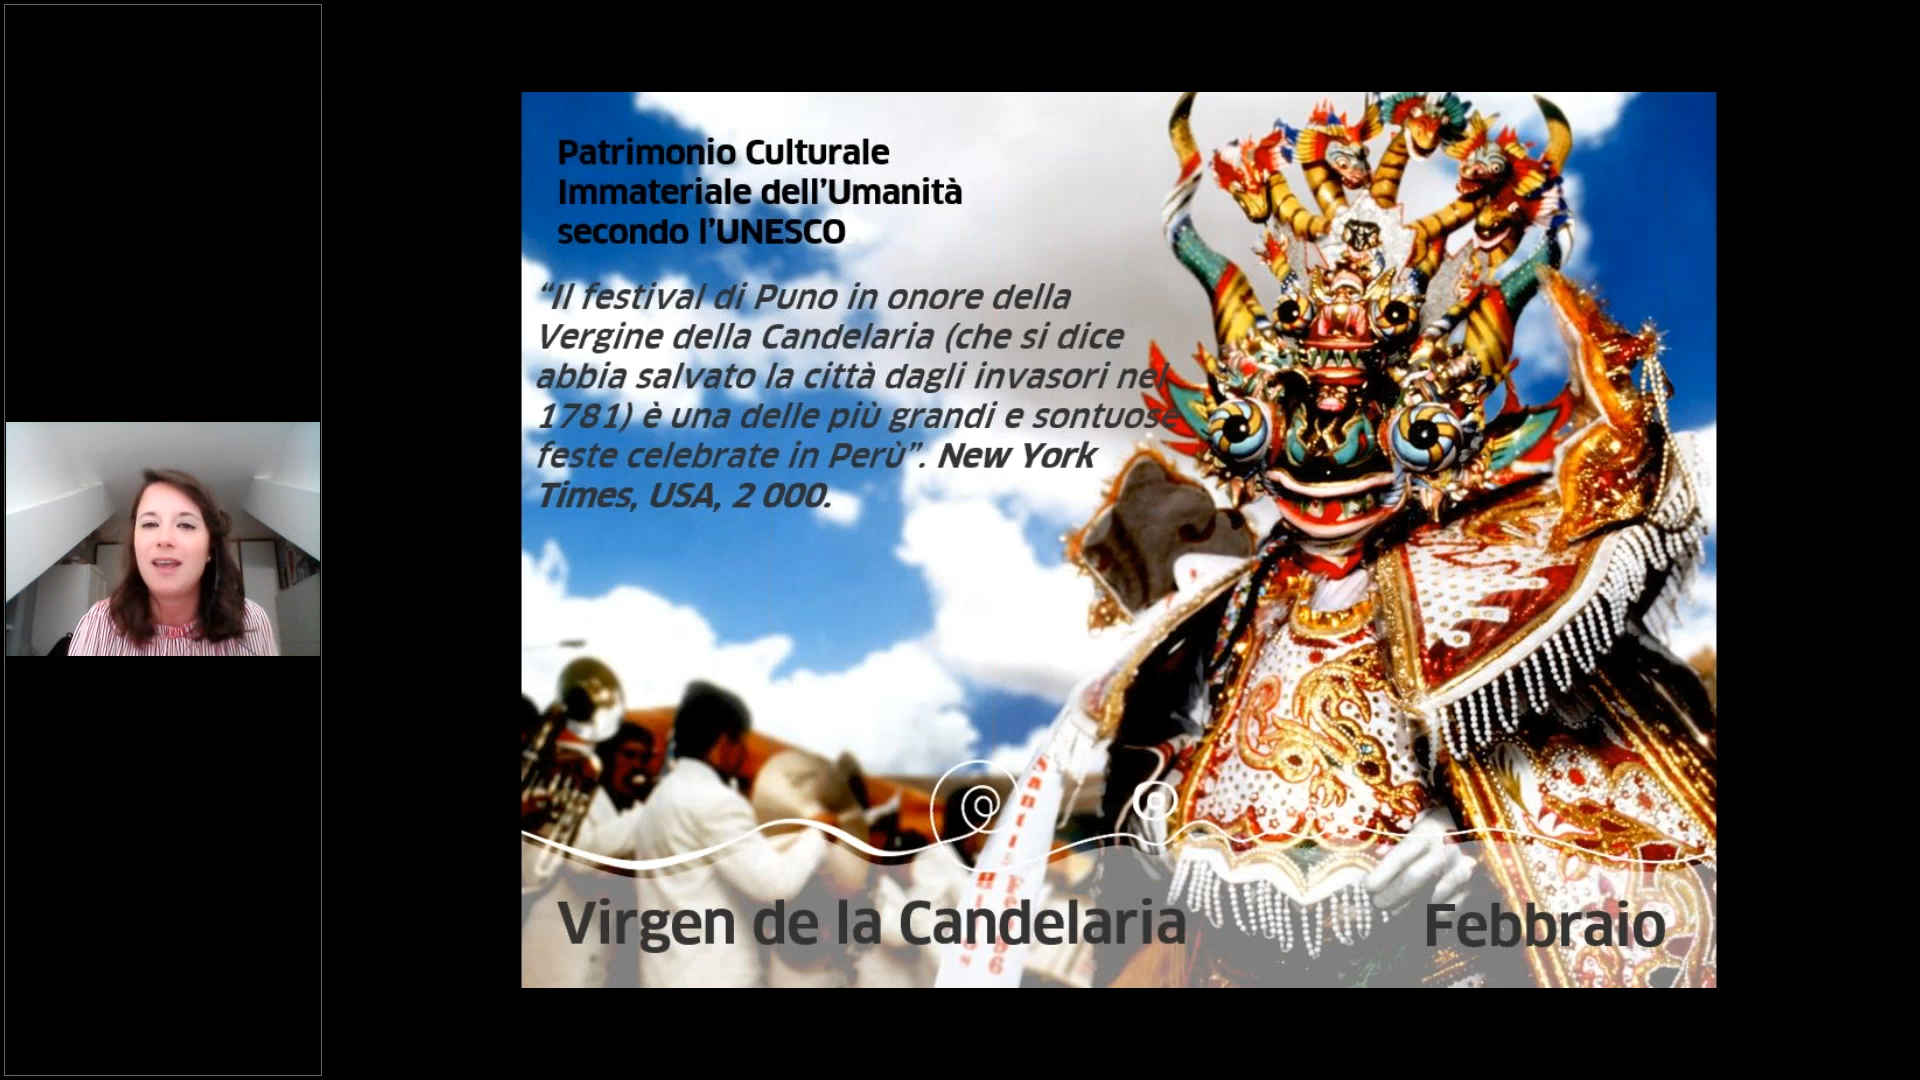 Patrimonio Culturale
Immateriale dell’Umanità
secondo l’UNESCO
“Il festival di Puno in onore della
Vergine della Candelaria (che si dice
abbia salvato la città dagli invasori nel
1781) è una delle più grandi e sontuose
feste celebrate in Perù”. New York
Times, USA, 2 000.
Virgen de la Candelaria
Febbraio